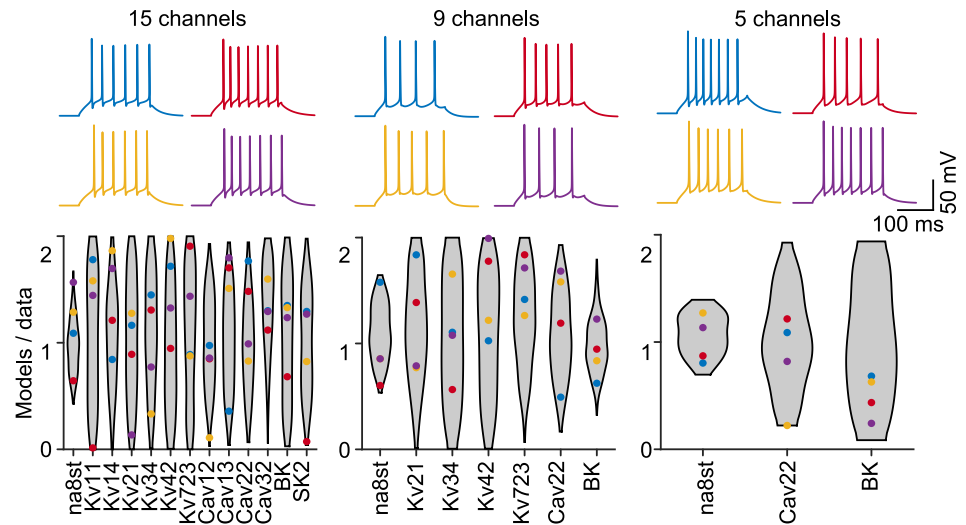 15 channels
9 channels
5 channels
50 mV
100 ms
Models / data
2
1
0
na8st
Kv11
Kv14
Kv21
Kv34
Kv42
Kv723
Cav12
Cav13
Cav22
Cav32
BK
SK2
2
1
0
na8st
Kv21
Kv34
Kv42
Kv723
Cav22
BK
2
1
0
na8st
Cav22
BK